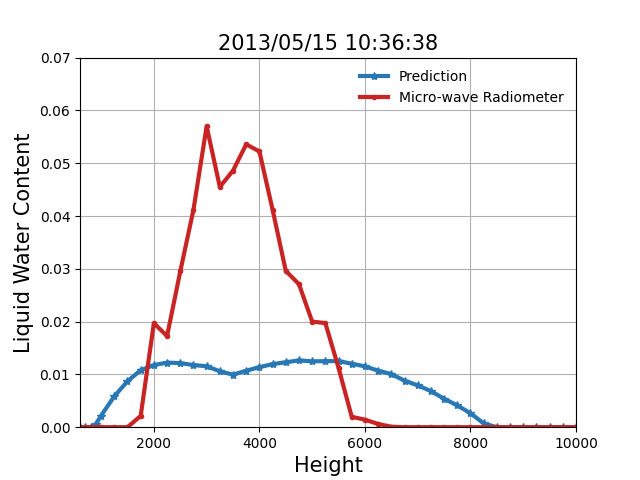 2013/05/15 10:36:38
Prediction
Micro-wave Radiometer
Liquid Water Content
0.07
0.06
0.05
0.04
0.03
0.02
0.01
0.00
2000 4000 6000 8000 10000
Height